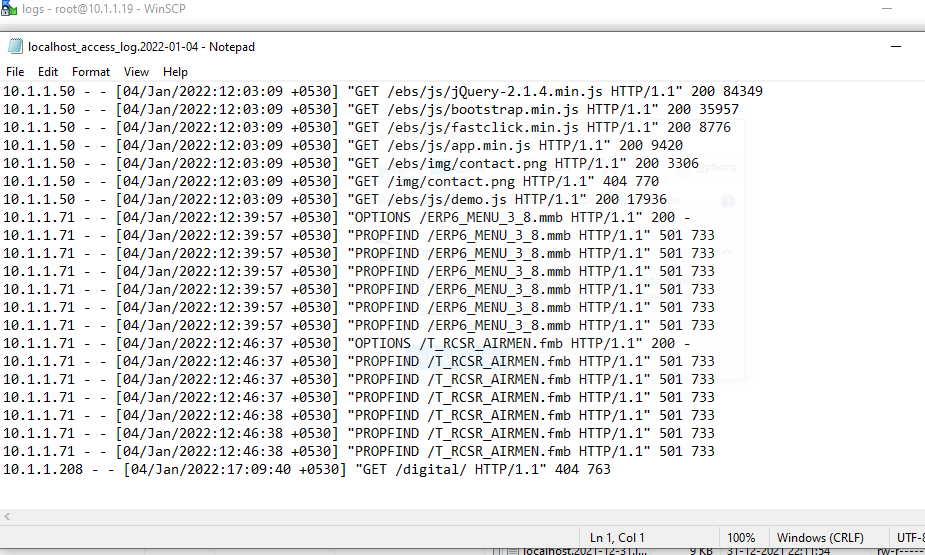 logs - root@10.1.1.19 - WinSCP
localhost_access_log.2022-01-04 - Notepad
File Edit Format View Help
10.1.1.50 - - [04/Jan/2022:12:03:09 +0530] "GET /ebs/js/jQuery-2.1.4.min.js HTTP/1.1" 200 84349
10.1.1.50 - - [04/Jan/2022:12:03:09 +0530] "GET /ebs/js/bootstrap.min.js HTTP/1.1" 200 35957
10.1.1.50 - - [04/Jan/2022:12:03:09 +0530] "GET /ebs/js/fastclick.min.js HTTP/1.1" 200 8776
10.1.1.50 - - [04/Jan/2022:12:03:09 +0530] "GET /ebs/js/app.min.js HTTP/1.1" 200 9420
10.1.1.50 - - [04/Jan/2022:12:03:09 +0530] "GET /ebs/img/contact.png HTTP/1.1" 200 3306
10.1.1.50 - - [04/Jan/2022:12:03:09 +0530] "GET /img/contact.png HTTP/1.1" 404 770
10.1.1.50 - - [04/Jan/2022:12:03:09 +0530] "GET /ebs/js/demo.js HTTP/1.1" 200 17936
10.1.1.71 - - [04/Jan/2022:12:39:57 +0530] "OPTIONS /ERP6_MENU_3_8.mmb HTTP/1.1" 200 -
10.1.1.71 - - [04/Jan/2022:12:39:57 +0530] "PROPFIND /ERP6_MENU_3_8.mmb HTTP/1.1" 501 733
10.1.1.71 - - [04/Jan/2022:12:39:57 +0530] "PROPFIND /ERP6_MENU_3_8.mmb HTTP/1.1" 501 733
10.1.1.71 - - [04/Jan/2022:12:39:57 +0530] "PROPFIND /ERP6_MENU_3_8.mmb HTTP/1.1" 501 733
10.1.1.71 - - [04/Jan/2022:12:39:57 +0530] "PROPFIND /ERP6_MENU_3_8.mmb HTTP/1.1" 501 733
10.1.1.71 - - [04/Jan/2022:12:39:57 +0530] "PROPFIND /ERP6_MENU_3_8.mmb HTTP/1.1" 501 733
10.1.1.71 - - [04/Jan/2022:12:39:57 +0530] "PROPFIND /ERP6_MENU_3_8.mmb HTTP/1.1" 501 733
10.1.1.71 - - [04/Jan/2022:12:46:37 +0530] "OPTIONS /T_RCSR_AIRMEN.fmb HTTP/1.1" 200 -
10.1.1.71 - - [04/Jan/2022:12:46:37 +0530] "PROPFIND /T_RCSR_AIRMEN.fmb HTTP/1.1" 501 733
10.1.1.71 - - [04/Jan/2022:12:46:37 +0530] "PROPFIND /T_RCSR_AIRMEN.fmb HTTP/1.1" 501 733
10.1.1.71 - - [04/Jan/2022:12:46:37 +0530] "PROPFIND /T_RCSR_AIRMEN.fmb HTTP/1.1" 501 733
10.1.1.71 - - [04/Jan/2022:12:46:38 +0530] "PROPFIND /T_RCSR_AIRMEN.fmb HTTP/1.1" 501 733
10.1.1.71 - - [04/Jan/2022:12:46:38 +0530] "PROPFIND /T_RCSR_AIRMEN.fmb HTTP/1.1" 501 733
10.1.1.71 - - [04/Jan/2022:12:46:38 +0530] "PROPFIND /T_RCSR_AIRMEN.fmb HTTP/1.1" 501 733
10.1.1.208 - - [04/Jan/2022:17:09:40 +0530] "GET /digital/ HTTP/1.1" 404 763
Ln 1, Col 1 100% Windows (CRLF) UTF-8
localhost.2021-12-31.l... 9 KB 31-12-2021 22:11:54 rw-r-----